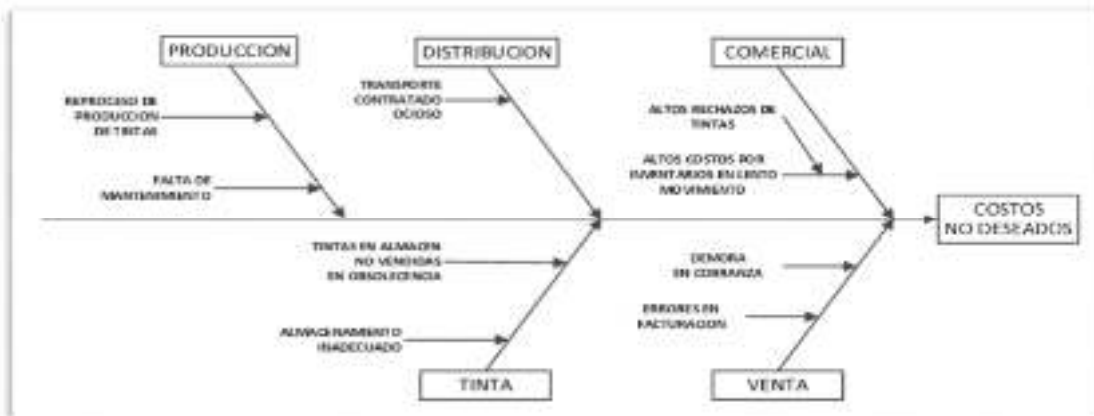 PRODUCCION
DISTRIBUCION
COMERCIAL
REPROCESO DE
PRODUCCION
DE TINTAS
FALTA DE
MANTENIMIENTO
TRANSPORTE
CONTRATADO
OCIOSO
ALTOS RECHAZOS DE
TINTAS
ALTOS COSTOS POR
INVENTARIOS EN LENTO
MOVIMIENTO
COSTOS
NO DESEADOS
TINTAS EN ALMACEN
NO VENDIDAS
EN OBSOLECENCIA
ALMACENAMIENTO
INADECUADO
DEMORA
EN COBRANZA
ERRORES EN
FACTURACION
TINTA
VENTA